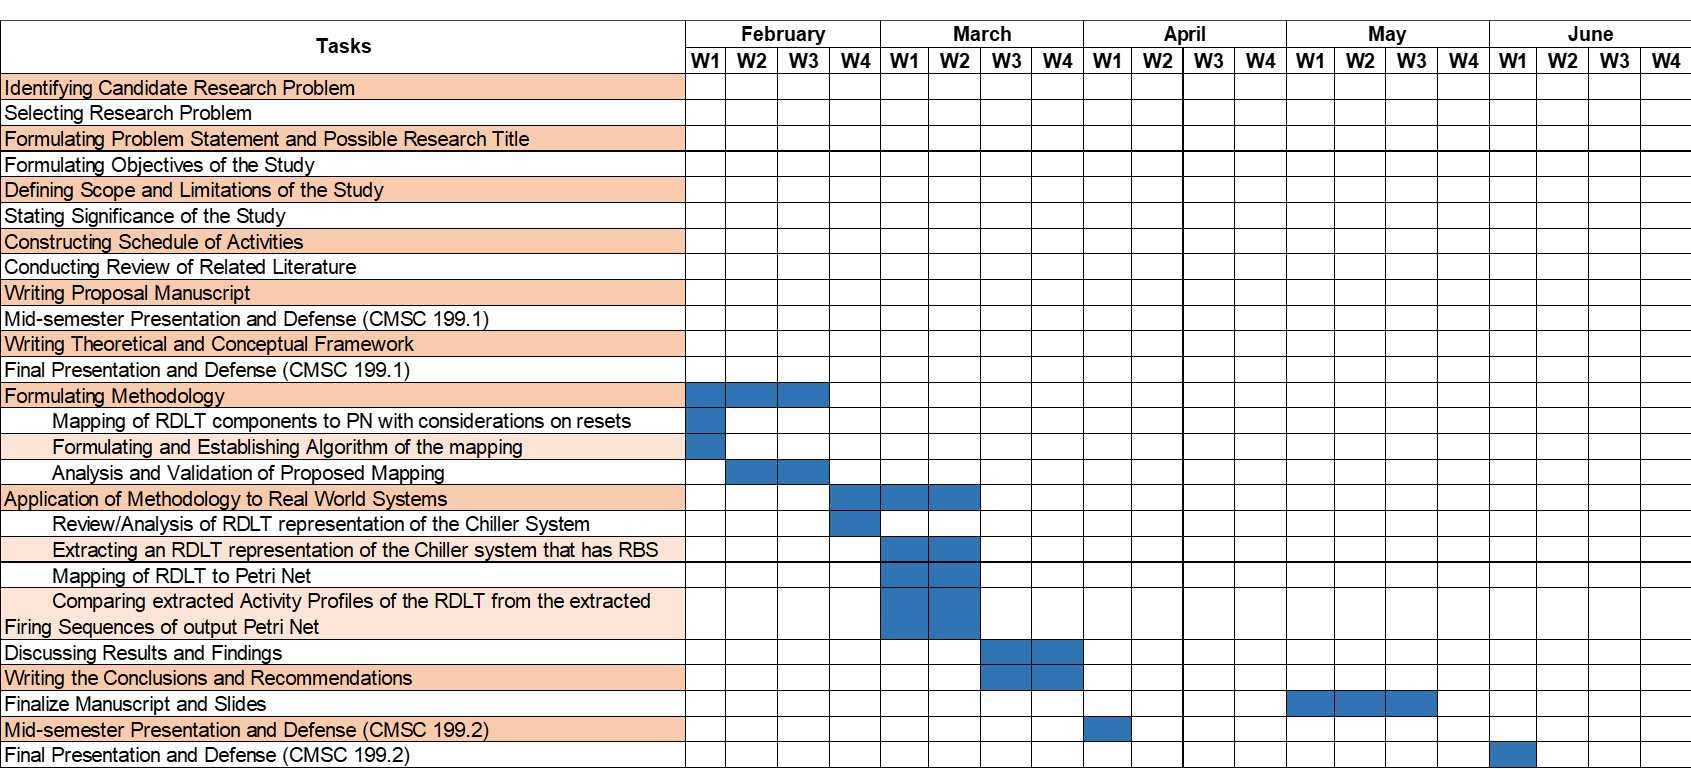 Tasks February March April May June
W1 W2 W3 W4 W1 W2 W3 W4 W1 W2 W3 W4 W1 W2 W3 W4 W1 W2 W3 W4
Identifying Candidate Research Problem
Selecting Research Problem
Formulating Problem Statement and Possible Research Title
Formulating Objectives of the Study
Defining Scope and Limitations of the Study
Stating Significance of the Study
Constructing Schedule of Activities
Conducting Review of Related Literature
Writing Proposal Manuscript
Mid-semester Presentation and Defense (CMSC 199.1)
Writing Theoretical and Conceptual Framework
Final Presentation and Defense (CMSC 199.1)
Formulating Methodology
Mapping of RDLT components to PN with considerations on resets
Formulating and Establishing Algorithm of the mapping
Analysis and Validation of Proposed Mapping
Application of Methodology to Real World Systems
Review/Analysis of RDLT representation of the Chiller System
Extracting an RDLT representation of the Chiller system that has RBS
Mapping of RDLT to Petri Net
Comparing extracted Activity Profiles of the RDLT from the extracted
Firing Sequences of output Petri Net
Discussing Results and Findings
Writing the Conclusions and Recommendations
Finalize Manuscript and Slides
Mid-semester Presentation and Defense (CMSC 199.2)
Final Presentation and Defense (CMSC 199.2)